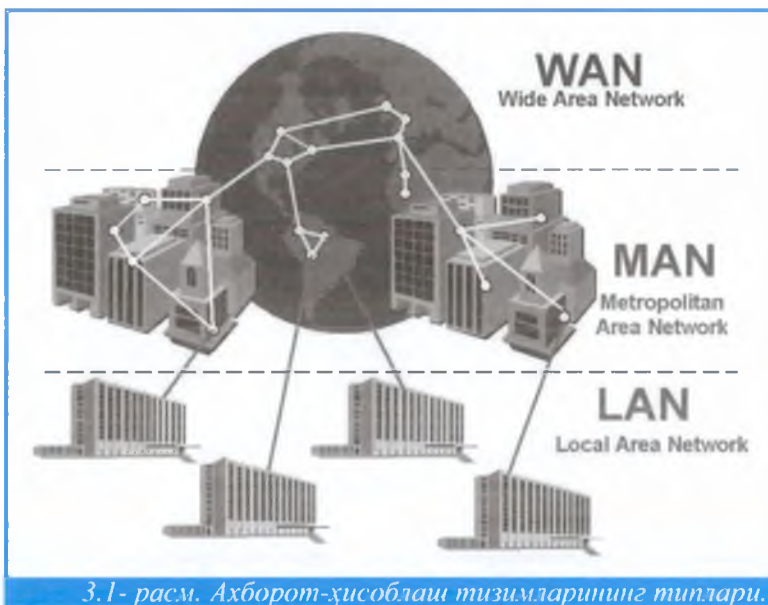 WAN
Wide Area Network
MAN
Metropolitan
Area Network
LAN
Local Area Network
3.1- расм. Ахборот-ҳисоблаш тизимларининг типлари.